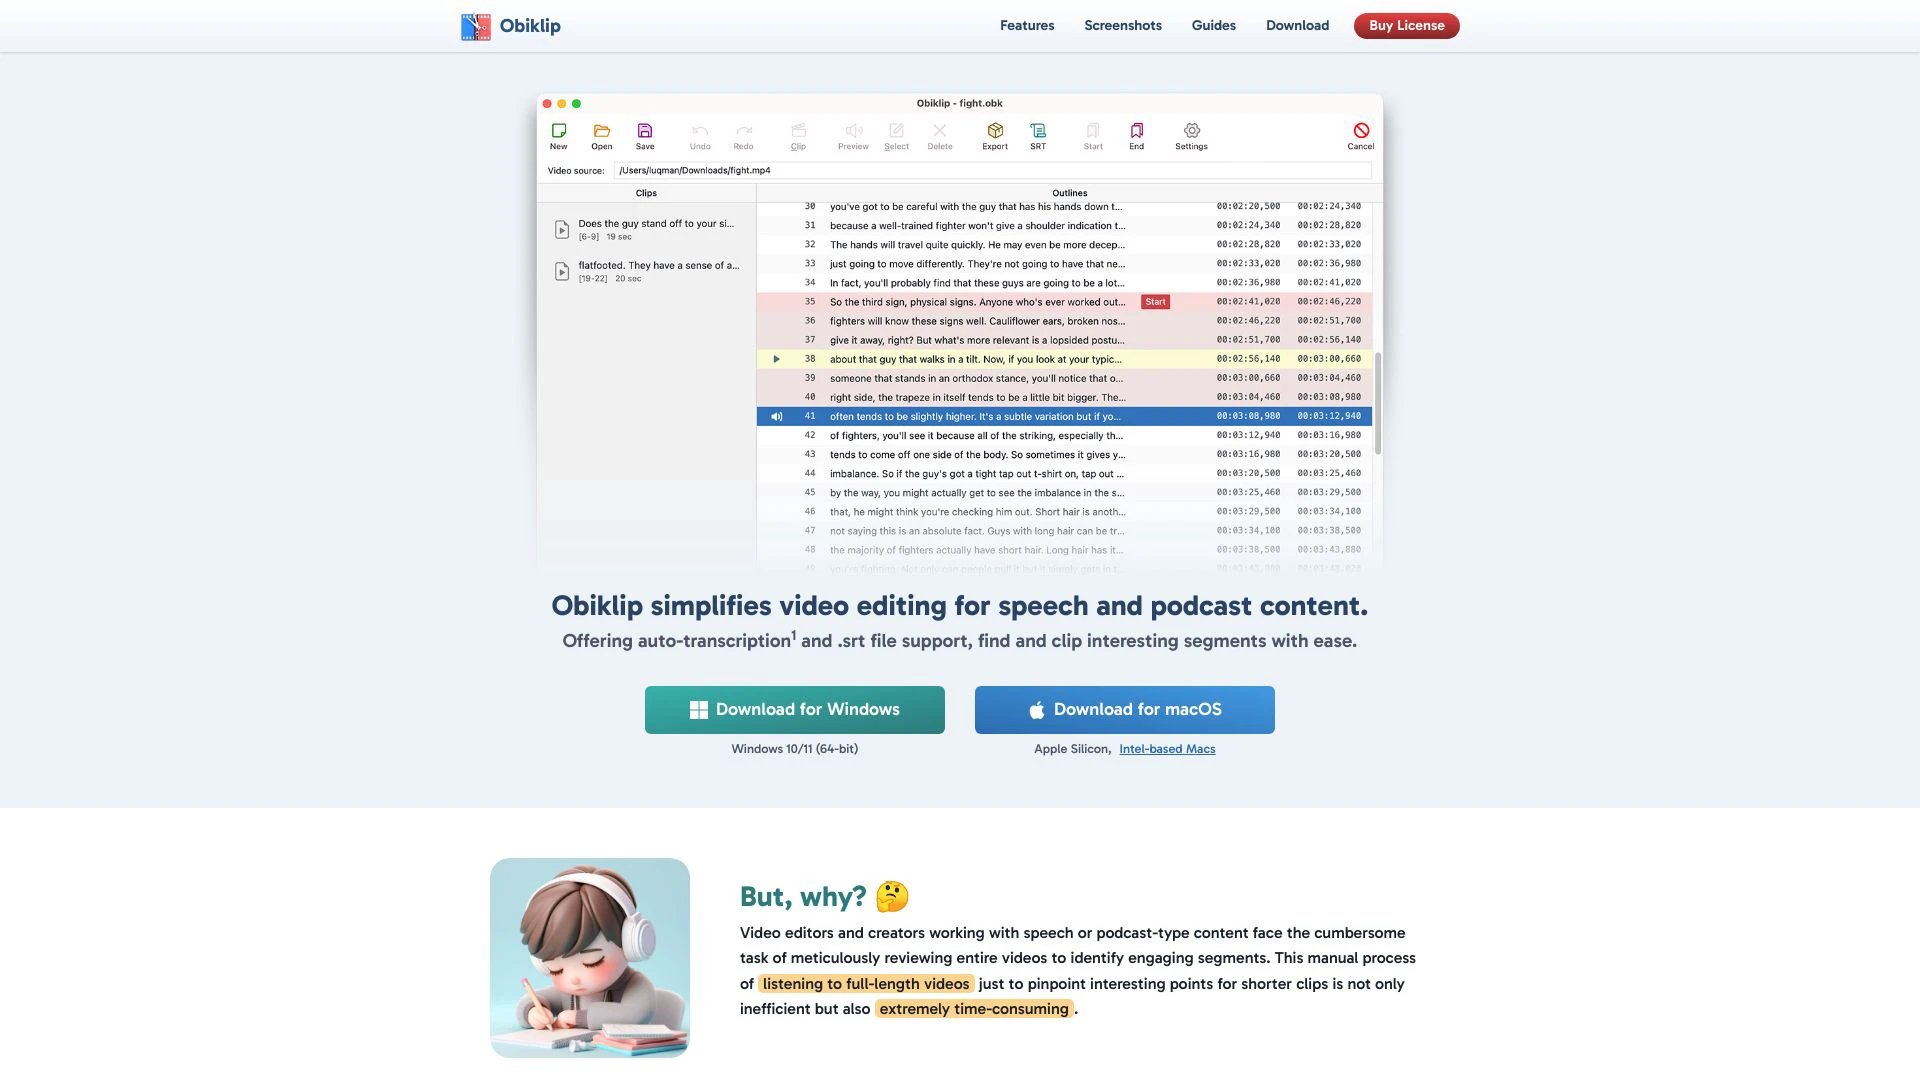 Obiklip
Features Screenshots Guides Download Buy License
Obiklip - fight.obk
New Open Save Undo Redo Clip Preview Select Delete Export SRT Start End Settings Cancel
Video source: /Users/luqman/Downloads/fight.mp4
Clips
Does the guy stand off to your si...
[6-9] 19 sec
flatfooted. They have a sense of a...
[19-22] 20 sec
Outlines
30 you've got to be careful with the guy that has his hands down t... 00:02:20,500 00:02:24,340
31 because a well-trained fighter won't give a shoulder indication t... 00:02:24,340 00:02:28,820
32 The hands will travel quite quickly. He may even be more decep... 00:02:28,820 00:02:33,020
33 just going to move differently. They're not going to have that ne... 00:02:33,020 00:02:36,980
34 In fact, you'll probably find that these guys are going to be a lot... 00:02:36,980 00:02:41,020
35 So the third sign, physical signs. Anyone who's ever worked out... Start 00:02:41,020 00:02:46,220
36 fighters will know these signs well. Cauliflower ears, broken nos... 00:02:46,220 00:02:51,700
37 give it away, right? But what's more relevant is a lopsided postu... 00:02:51,700 00:02:56,140
38 about that guy that walks in a tilt. Now, if you look at your typic... 00:02:56,140 00:03:00,660
39 someone that stands in an orthodox stance, you'll notice that o... 00:03:00,660 00:03:04,460
40 right side, the trapeze in itself tends to be a little bit bigger. The... 00:03:04,460 00:03:08,980
41 often tends to be slightly higher. It's a subtle variation but if yo... 00:03:08,980 00:03:12,940
42 of fighters, you'll see it because all of the striking, especially th... 00:03:12,940 00:03:16,980
43 tends to come off one side of the body. So sometimes it gives y... 00:03:16,980 00:03:20,500
44 imbalance. So if the guy's got a tight tap out t-shirt on, tap out ... 00:03:20,500 00:03:25,460
45 by the way, you might actually get to see the imbalance in the s... 00:03:25,460 00:03:29,500
46 that, he might think you're checking him out. Short hair is anoth... 00:03:29,500 00:03:34,100
47 not saying this is an absolute fact. Guys with long hair can be tr... 00:03:34,100 00:03:38,500
48 the majority of fighters actually have short hair. Long hair has it... 00:03:38,500 00:03:43,880
49 you're fighting. Not only can people pull it but it simply gets in t...
Obiklip simplifies video editing for speech and podcast content.
Offering auto-transcription1 and .srt file support, find and clip interesting segments with ease.
Download for Windows
Windows 10/11 (64-bit)
Download for macOS
Apple Silicon, Intel-based Macs
But, why? 🤔
Video editors and creators working with speech or podcast-type content face the cumbersome
task of meticulously reviewing entire videos to identify engaging segments. This manual process
of listening to full-length videos just to pinpoint interesting points for shorter clips is not only
inefficient but also extremely time-consuming.